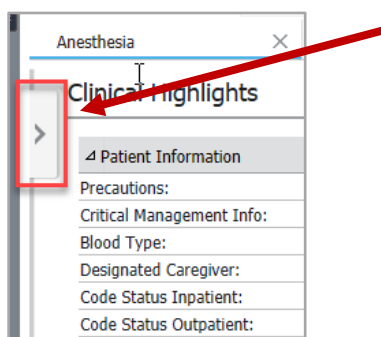 Anesthesia
Clinical Highlights
Patient Information
Precautions:
Critical Management Info:
Blood Type:
Designated Caregiver:
Code Status Inpatient:
Code Status Outpatient: